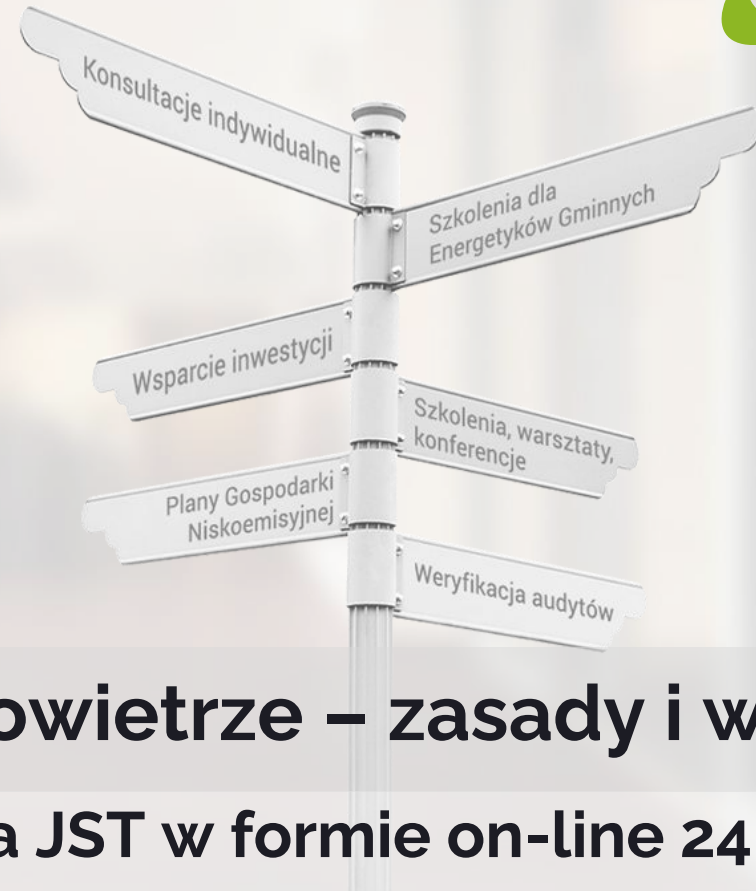 Konsultacje indywidualne
Szkolenia dla
Energetyków Gminnych
Wsparcie inwestycji
Szkolenia, warsztaty,
konferencje
Plany Gospodarki
Niskoemisyjnej
Weryfikacja audytów
owietrze – zasady i w
a JST w formie on-line 24